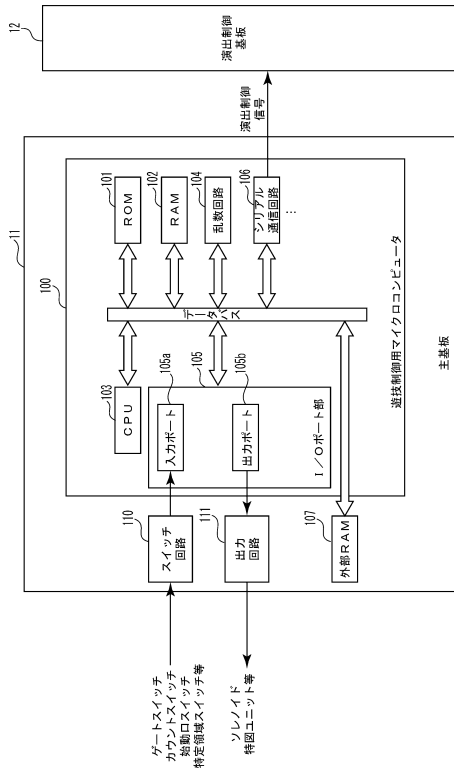 11
12
演出制御
基板
演出制御
信号
100
101
ROM
102
RAM
104
乱数回路
106
シリアル
通信回路
⋮
データバス
103
CPU
105
105a
入力ポート
105b
出力ポート
I/Oポート部
遊技制御用マイクロコンピュータ
主基板
110
スイッチ
回路
111
出力
回路
107
外部RAM
ゲートスイッチ
カウントスイッチ
始動口スイッチ
特定領域スイッチ等
ソレノイド
特図ユニット等